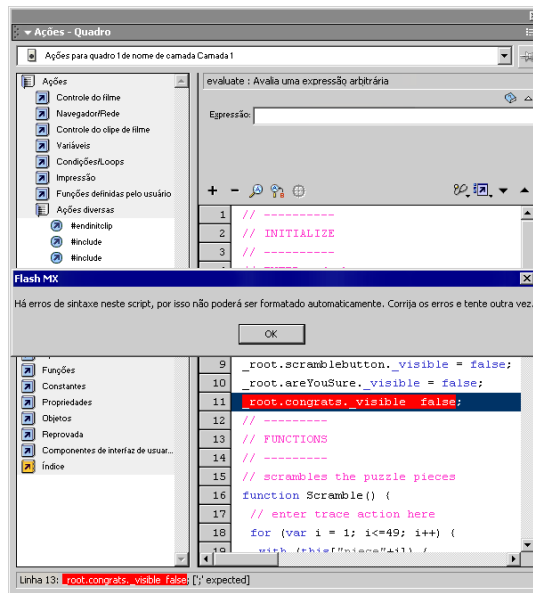 Ações - Quadro
Ações para quadro 1 de nome de camada Camada 1
Ações
Controle do filme
Navegador/Rede
Controle do clipe de filme
Variáveis
Condições/Loops
Impressão
Funções definidas pelo usuário
Ações diversas
#endinitclip
#include
#include
evaluate : Avalia uma expressão arbitrária
Expressão:
1 // ----------
2 // INITIALIZE
3 // ----------
Flash MX
Há erros de sintaxe neste script, por isso não poderá ser formatado automaticamente. Corrija os erros e tente outra vez.
OK
Funções
Constantes
Propriedades
Objetos
Reprovada
Componentes de interfaz de usuar...
Índice
9 _root.scramblebutton._visible = false;
10 _root.areYouSure._visible = false;
11 _root.congrats._visible  false;
12 // ---------
13 // FUNCTIONS
14 // ---------
15 // scrambles the puzzle pieces
16 function Scramble() {
17 // enter trace action here
18 for (var i = 1; i<=49; i++) {
19 with (this["piece"+i]) {
Linha 13: _root.congrats._visible false; [';' expected]